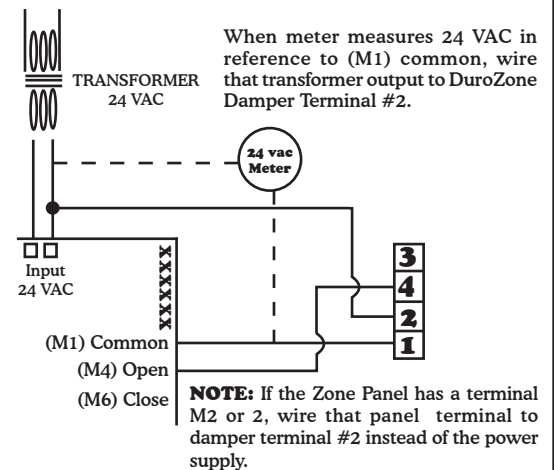 When meter measures 24 VAC in
reference to (M1) common, wire
that transformer output to DuroZone
Damper Terminal #2.
TRANSFORMER
24 VAC
24 vac
Meter
Input
24 VAC
XXXXXXX
3
4
2
1
(M1) Common
(M4) Open
(M6) Close
NOTE: If the Zone Panel has a terminal
M2 or 2, wire that panel terminal to
damper terminal #2 instead of the power
supply.